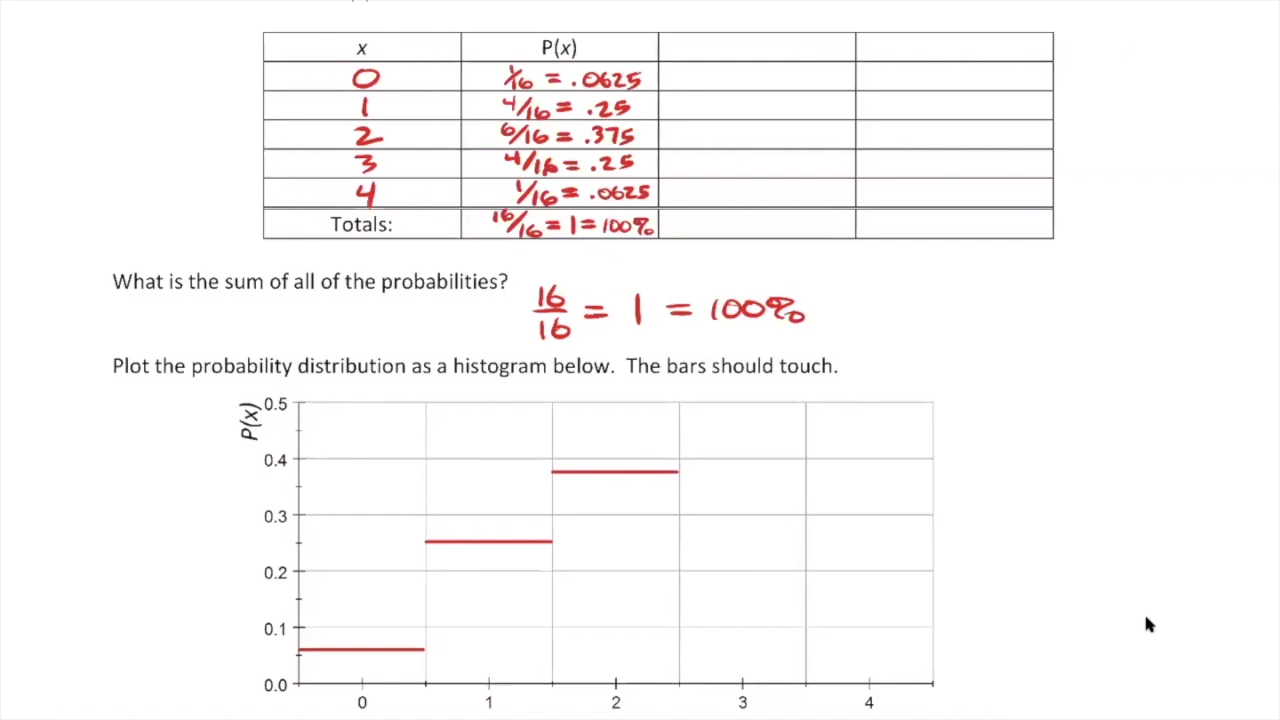 x P(x)
0 1/16 = .0625
1 4/16 = .25
2 6/16 = .375
3 4/16 = .25
4 1/16 = .0625
Totals: 16/16 = 1 = 100%
What is the sum of all of the probabilities?
16/16 = 1 = 100%
Plot the probability distribution as a histogram below. The bars should touch.
P(x)
0.5
0.4
0.3
0.2
0.1
0.0
0 1 2 3 4